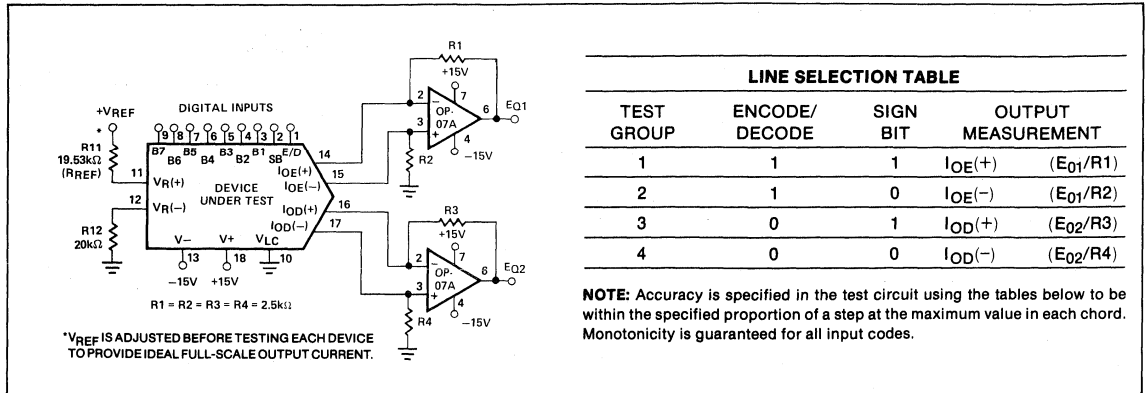 R1
+15V
2
7
6
EO1
OP-
07A
3
4
R2
-15V
+VREF
*
DIGITAL INPUTS
R11
19.53kΩ
(RREF)
9 8 7 6 5 4 3 2 1
B7 B6 B5 B4 B3 B2 B1 SB E/D
14
IOE(+)
15
IOE(−)
11
VR(+)
DEVICE
UNDER TEST
12
VR(−)
16
IOD(+)
17
IOD(−)
R12
20kΩ
V− V+ VLC
13 18 10
−15V +15V
R3
+15V
2
7
6
EO2
OP-
07A
3
4
R4
−15V
R1 = R2 = R3 = R4 = 2.5kΩ
*VREF IS ADJUSTED BEFORE TESTING EACH DEVICE
TO PROVIDE IDEAL FULL-SCALE OUTPUT CURRENT.
LINE SELECTION TABLE
TEST GROUP ENCODE/ DECODE SIGN BIT OUTPUT MEASUREMENT
1 1 1 IOE(+) (E01/R1)
2 1 0 IOE(−) (E01/R2)
3 0 1 IOD(+) (E02/R3)
4 0 0 IOD(−) (E02/R4)
NOTE: Accuracy is specified in the test circuit using the tables below to be
within the specified proportion of a step at the maximum value in each chord.
Monotonicity is guaranteed for all input codes.